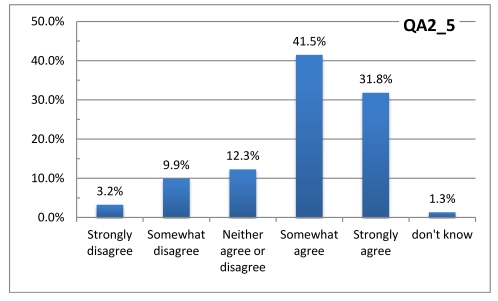 QA2_5
50.0%
40.0%
30.0%
20.0%
10.0%
0.0%
3.2%
9.9%
12.3%
41.5%
31.8%
1.3%
Strongly
disagree
Somewhat
disagree
Neither
agree or
disagree
Somewhat
agree
Strongly
agree
don't know